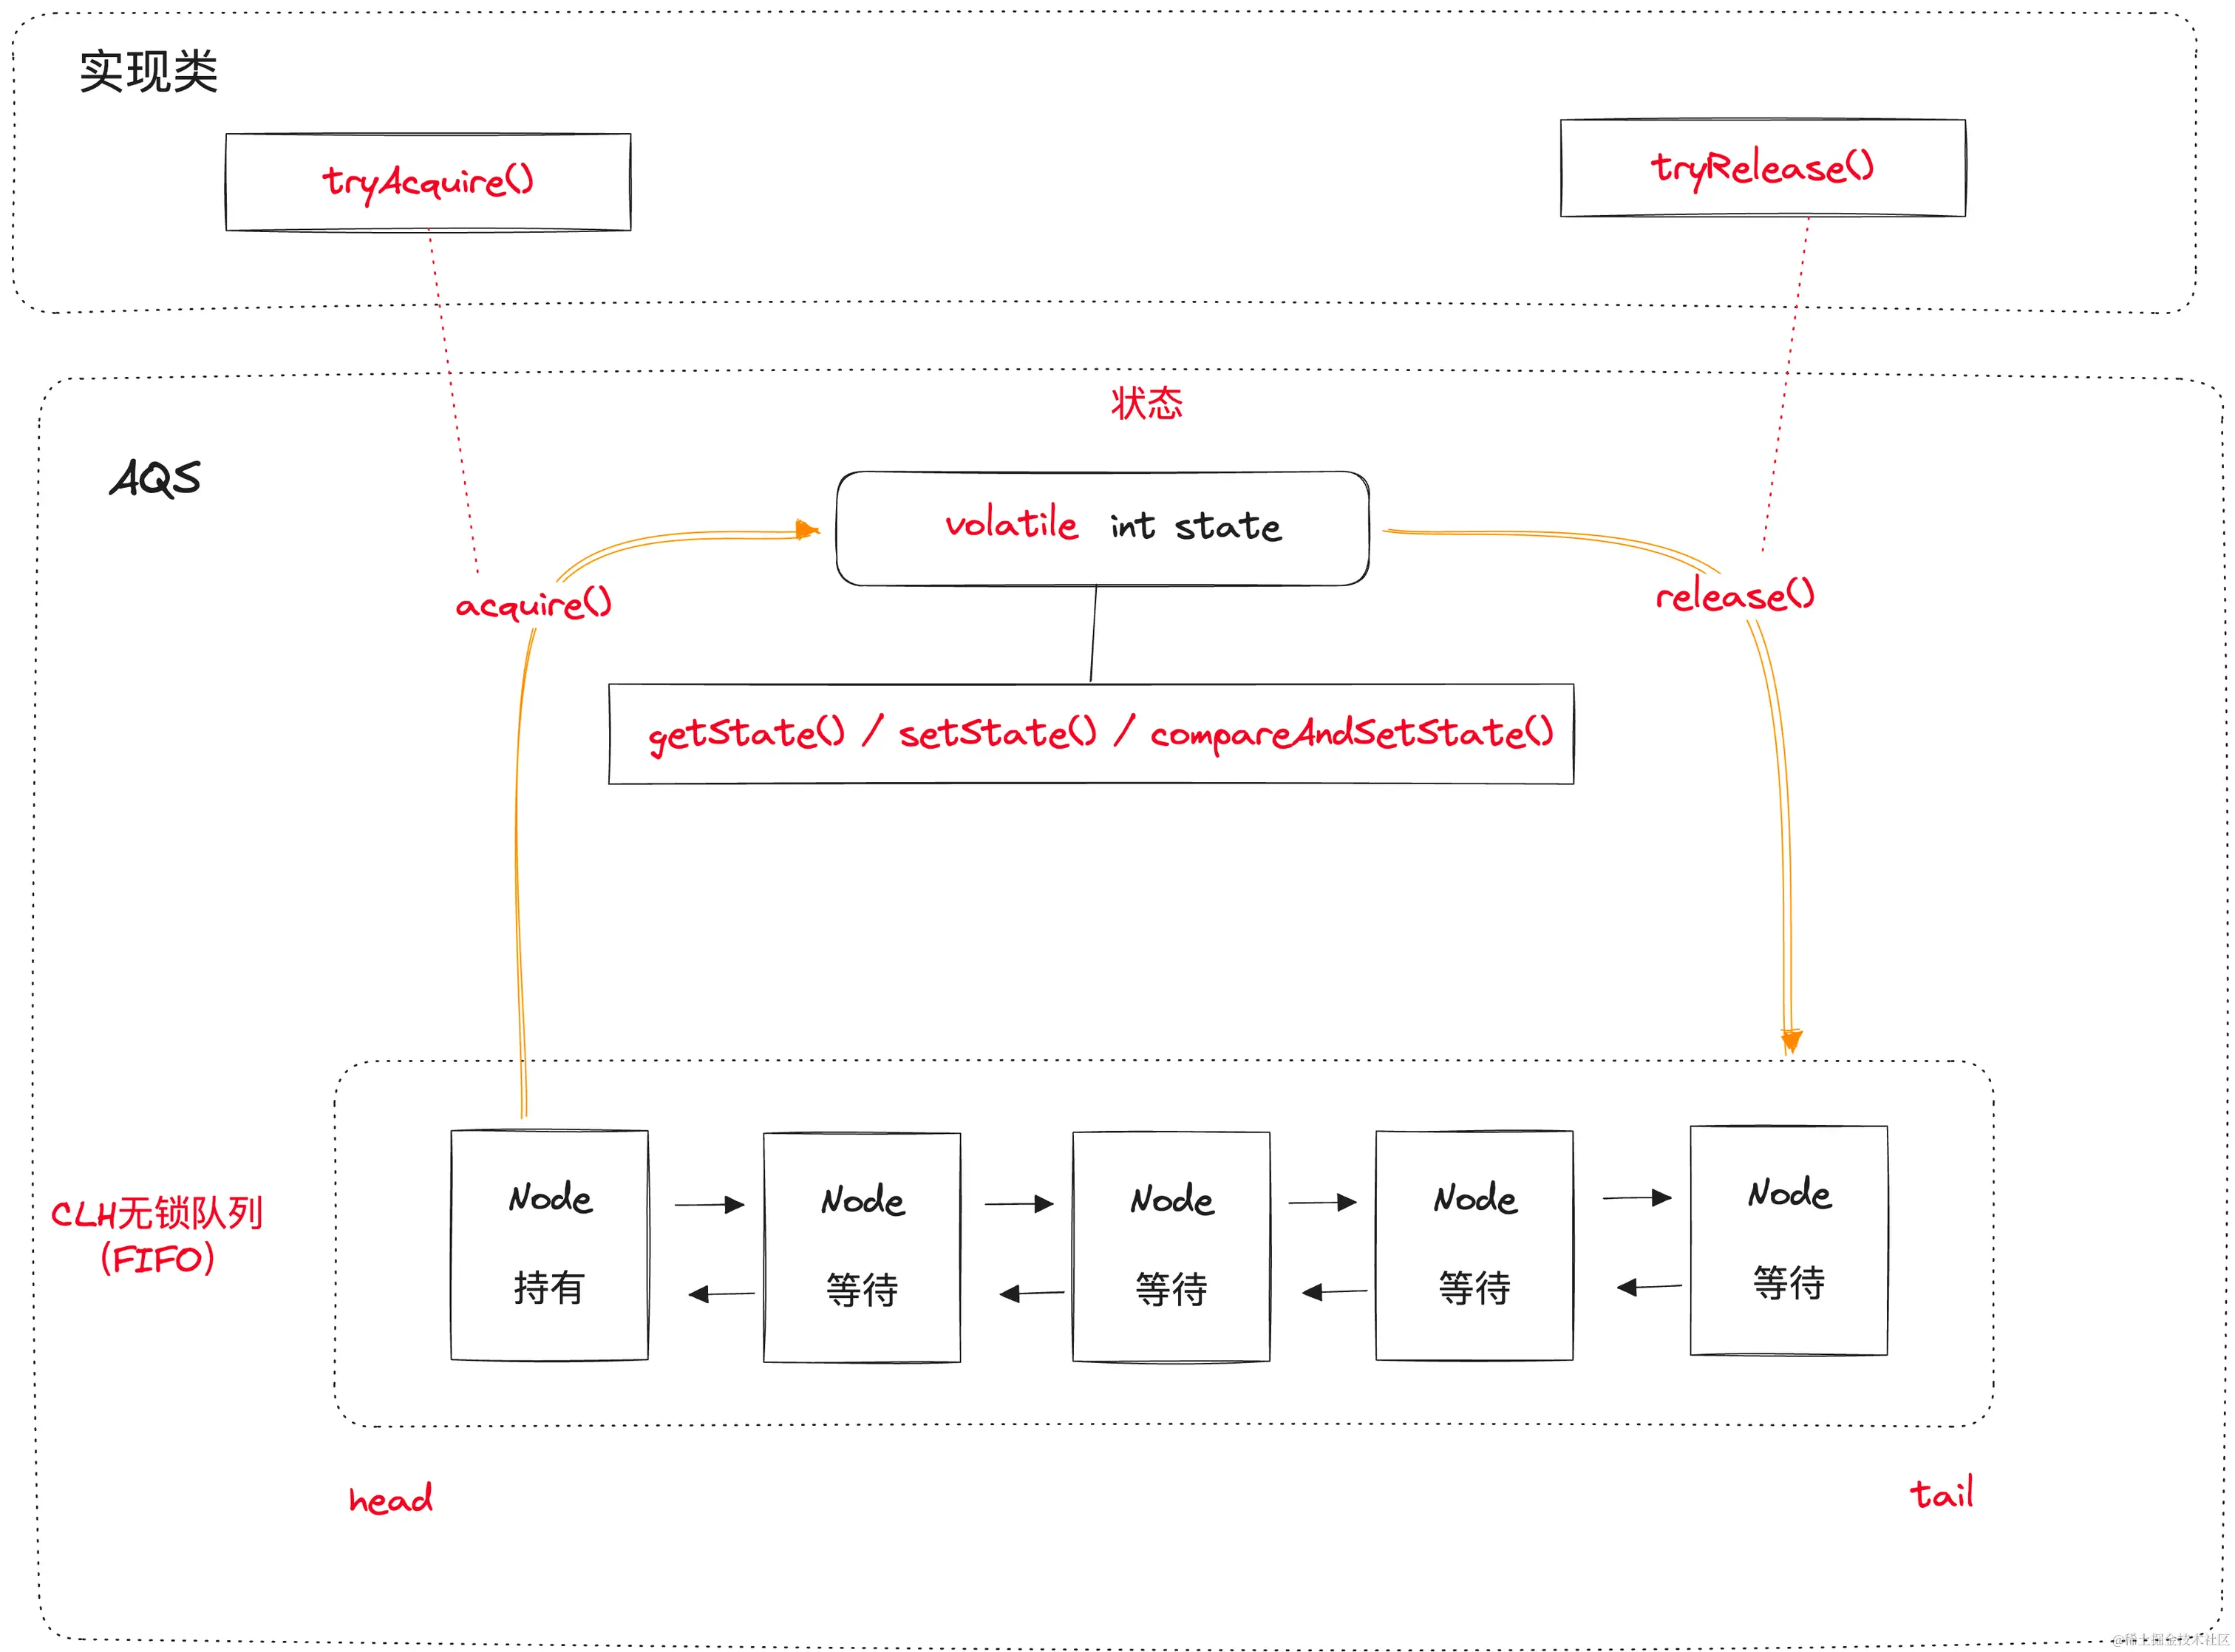 实现类
tryAcquire()
tryRelease()
状态
AQS
volatile int state
acquire()
release()
getState() / setState() / compareAndSetState()
CLH无锁队列
(FIFO)
Node
持有
Node
等待
Node
等待
Node
等待
Node
等待
head
tail
@稀土掘金技术社区